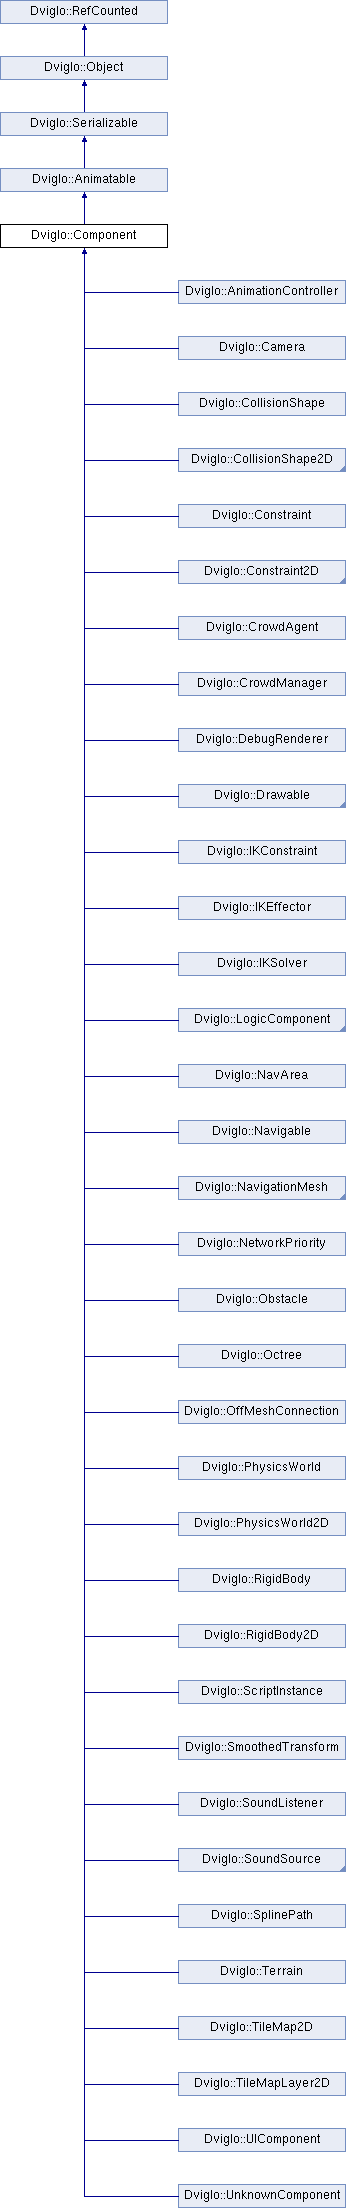 Dviglo::RefCounted
Dviglo::Object
Dviglo::Serializable
Dviglo::Animatable
Dviglo::Component
Dviglo::AnimationController
Dviglo::Camera
Dviglo::CollisionShape
Dviglo::CollisionShape2D
Dviglo::Constraint
Dviglo::Constraint2D
Dviglo::CrowdAgent
Dviglo::CrowdManager
Dviglo::DebugRenderer
Dviglo::Drawable
Dviglo::IKConstraint
Dviglo::IKEffector
Dviglo::IKSolver
Dviglo::LogicComponent
Dviglo::NavArea
Dviglo::Navigable
Dviglo::NavigationMesh
Dviglo::NetworkPriority
Dviglo::Obstacle
Dviglo::Octree
Dviglo::OffMeshConnection
Dviglo::PhysicsWorld
Dviglo::PhysicsWorld2D
Dviglo::RigidBody
Dviglo::RigidBody2D
Dviglo::ScriptInstance
Dviglo::SmoothedTransform
Dviglo::SoundListener
Dviglo::SoundSource
Dviglo::SplinePath
Dviglo::Terrain
Dviglo::TileMap2D
Dviglo::TileMapLayer2D
Dviglo::UIComponent
Dviglo::UnknownComponent